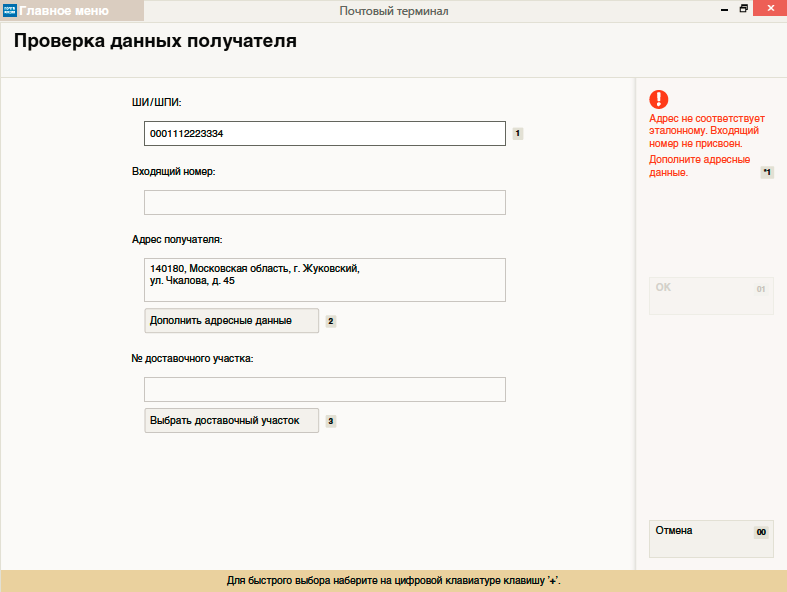 Главное меню
Почтовый терминал
Проверка данных получателя
ШИ/ШПИ:
0001112223334
1
Входящий номер:
Адрес получателя:
140180, Московская область, г. Жуковский,
ул. Чкалова, д. 45
Дополнить адресные данные
2
№ доставочного участка:
Выбрать доставочный участок
3
Адрес не соответствует
эталонному. Входящий
номер не присвоен.
Дополните адресные
данные.
*1
OK
01
Отмена
00
Для быстрого выбора наберите на цифровой клавиатуре клавишу '+'.